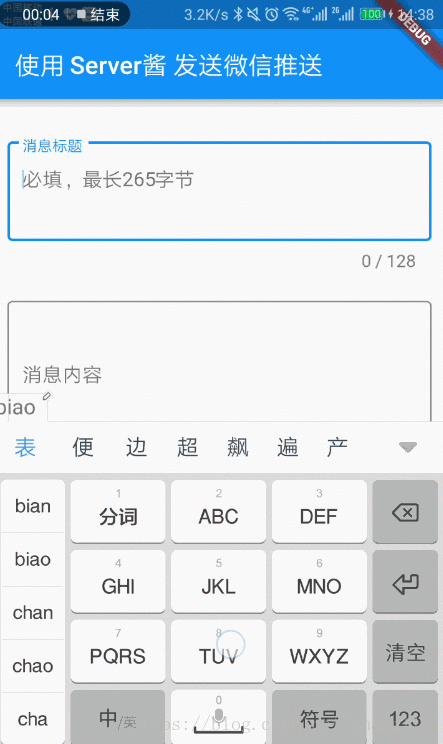 00:04 结束 3.2K/s 4G+ 2G 100 14:38
DEBUG
使用 Server酱 发送微信推送
消息标题
必填，最长265字节
0 / 128
消息内容
biao
表 便 边 超 飙 遍 产
bian
biao
chan
chao
cha
1 分词
2 ABC
3 DEF
4 GHI
5 JKL
6 MNO
7 PQRS
8 TUV
9 WXYZ
清空
中/英
0
符号
123